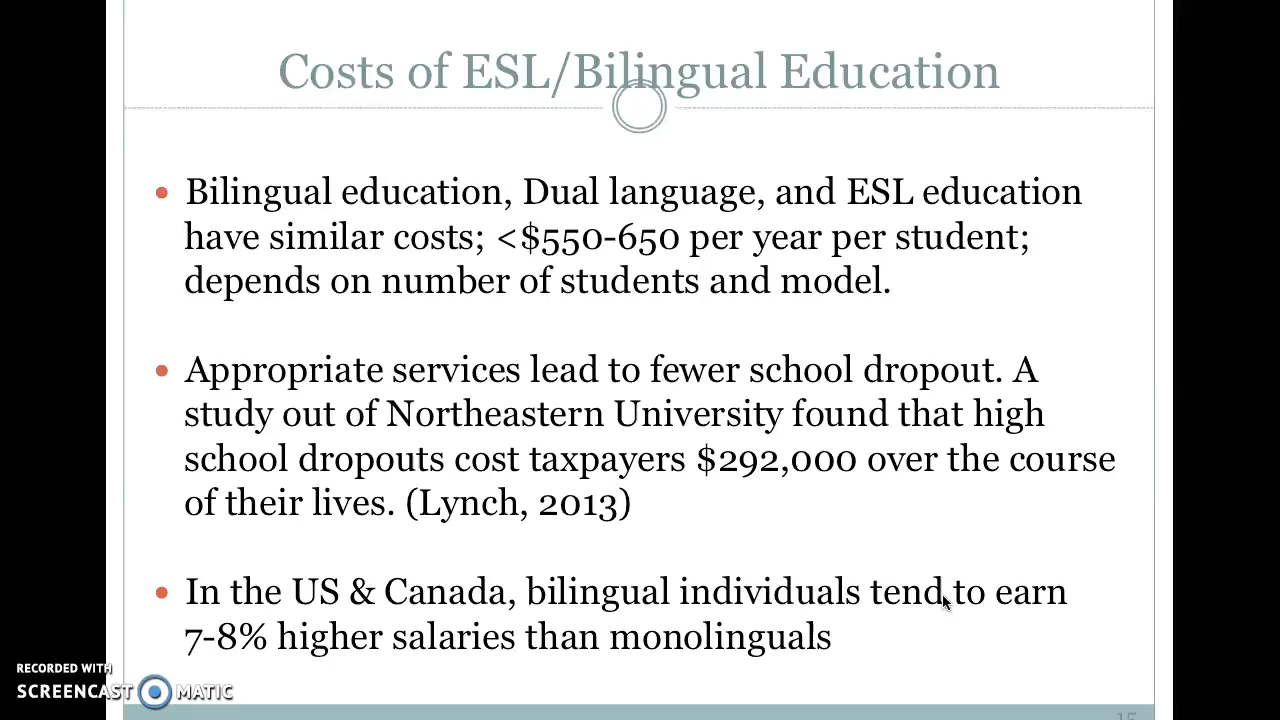 Costs of ESL/Bilingual Education
• Bilingual education, Dual language, and ESL education
have similar costs; <$550-650 per year per student;
depends on number of students and model.
• Appropriate services lead to fewer school dropout. A
study out of Northeastern University found that high
school dropouts cost taxpayers $292,000 over the course
of their lives. (Lynch, 2013)
• In the US & Canada, bilingual individuals tend to earn
7-8% higher salaries than monolinguals
RECORDED WITH
SCREENCAST MATIC
15